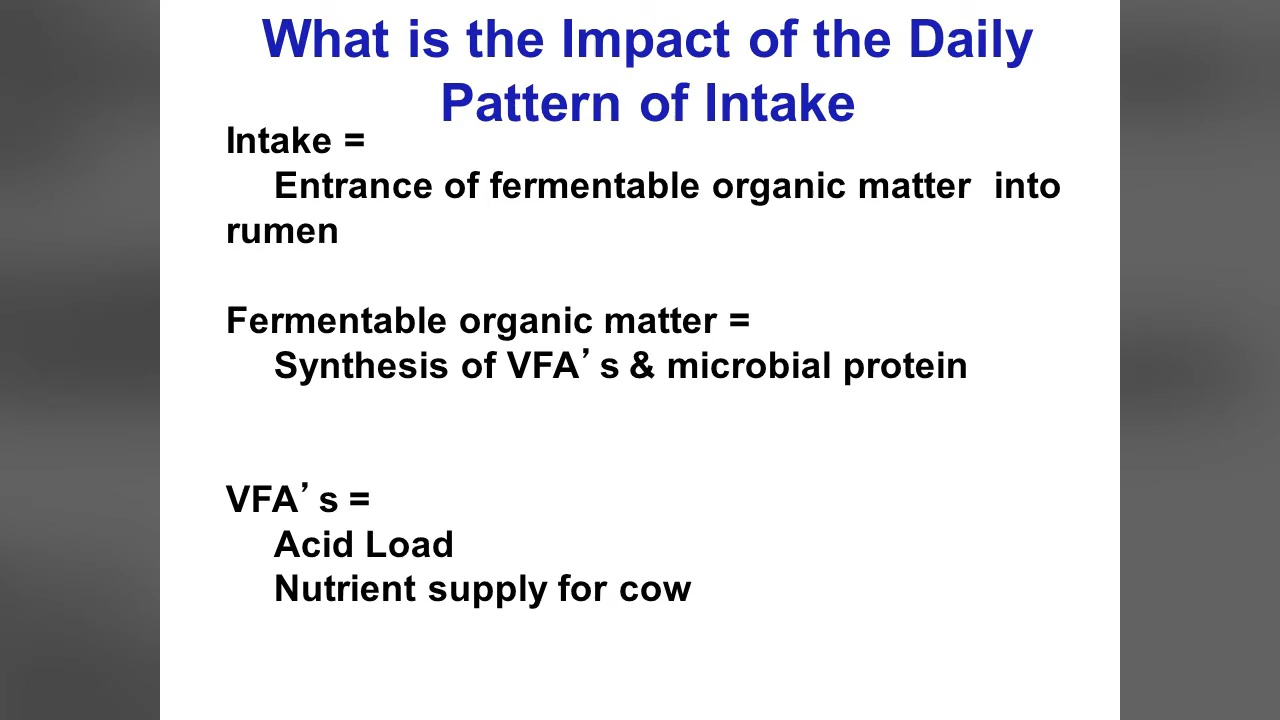 What is the Impact of the Daily
Pattern of Intake
Intake =
Entrance of fermentable organic matter  into
rumen
Fermentable organic matter =
Synthesis of VFA’ s & microbial protein
VFA’ s =
Acid Load
Nutrient supply for cow